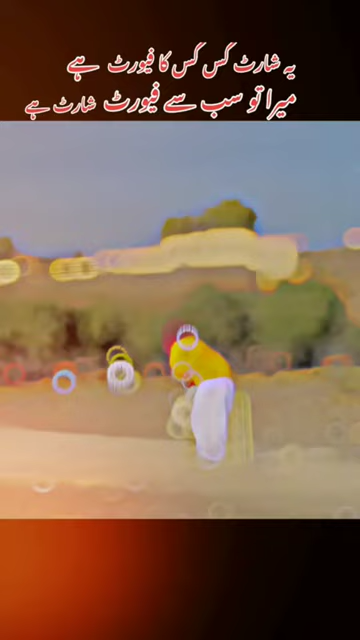 یہ شارٹ کس کس کا فیورٹ ہے
میرا تو سب سے فیورٹ شارٹ ہے